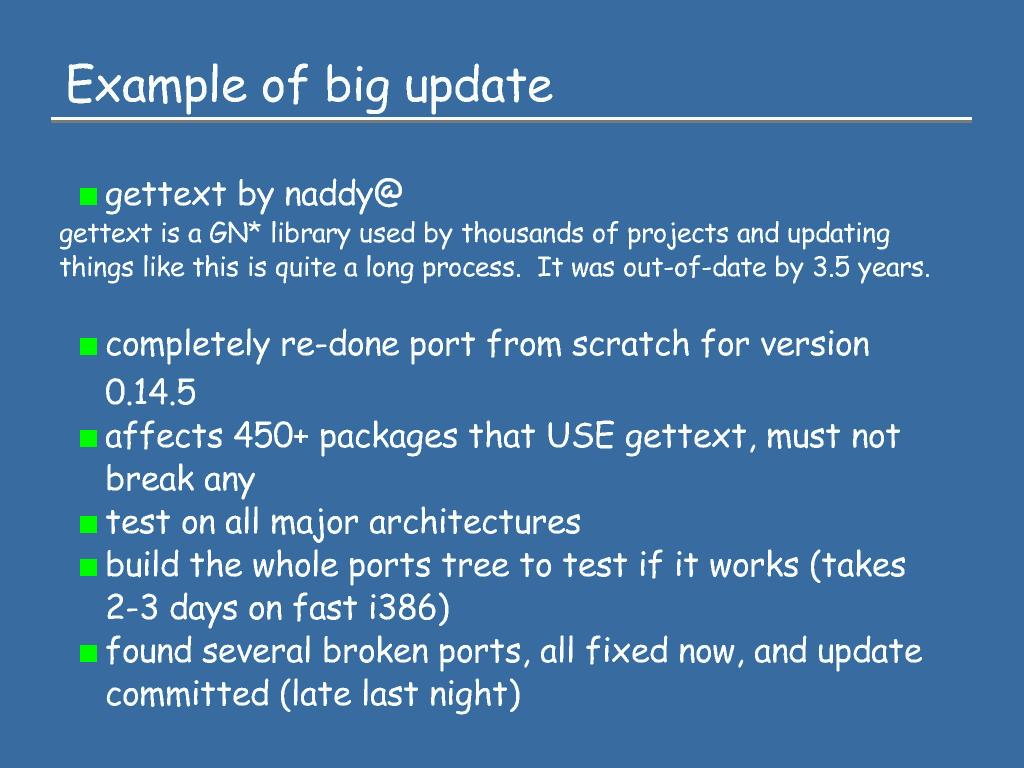 Example of big update
gettext by naddy@
gettext is a GN* library used by thousands of projects and updating
things like this is quite a long process. It was out-of-date by 3.5 years.
completely re-done port from scratch for version
0.14.5
affects 450+ packages that USE gettext, must not
break any
test on all major architectures
build the whole ports tree to test if it works (takes
2-3 days on fast i386)
found several broken ports, all fixed now, and update
committed (late last night)